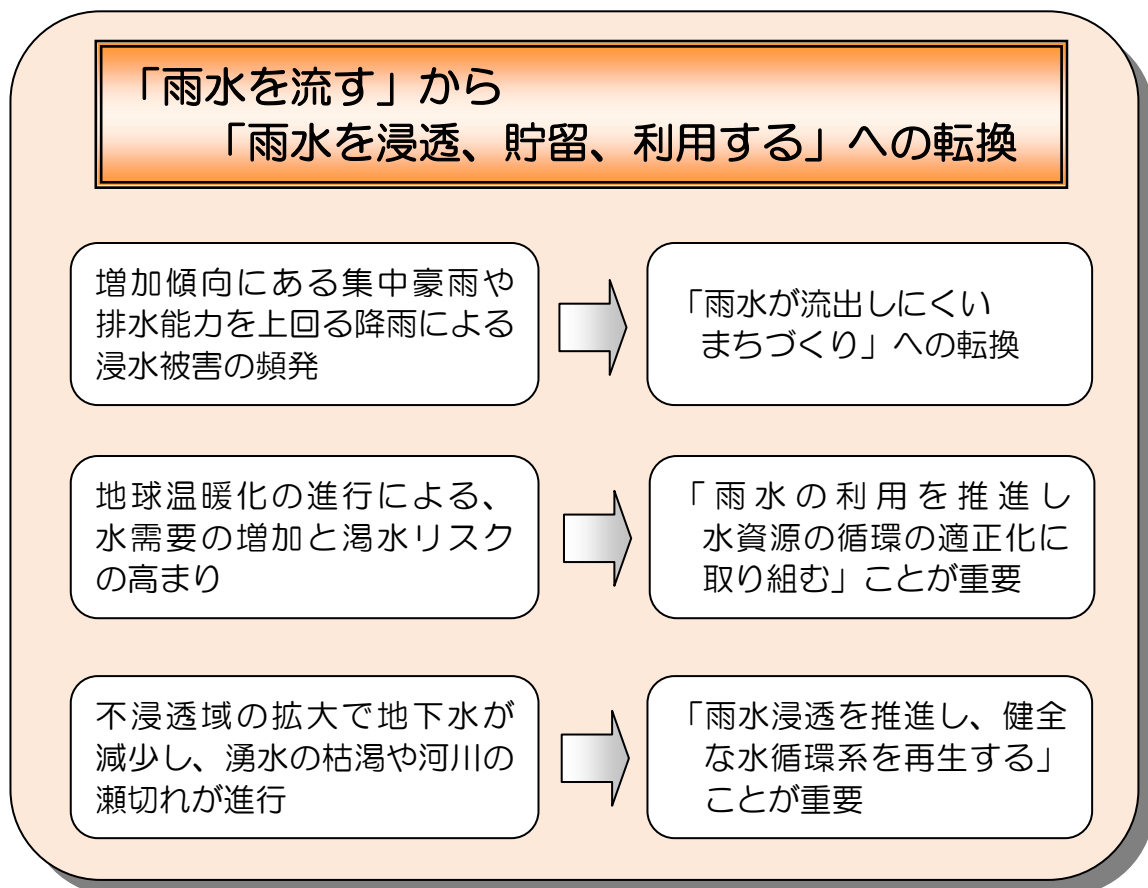 「雨水を流す」から
「雨水を浸透、貯留、利用する」への転換
増加傾向にある集中豪雨や
排水能力を上回る降雨による
浸水被害の頻発
「雨水が流出しにくい
まちづくり」への転換
地球温暖化の進行による、
水需要の増加と渇水リスク
の高まり
「雨水の利用を推進し
水資源の循環の適正化に
取り組む」ことが重要
不浸透域の拡大で地下水が
減少し、湧水の枯渇や河川の
瀬切れが進行
「雨水浸透を推進し、健全
な水循環系を再生する」
ことが重要